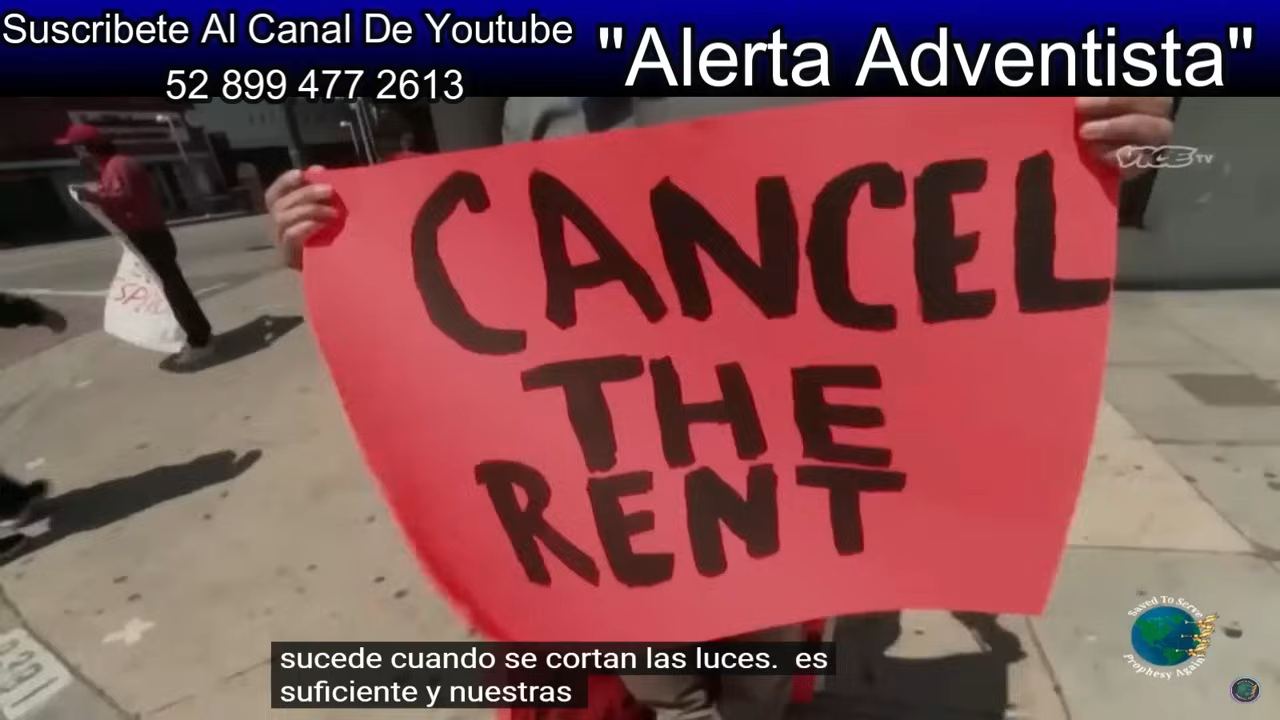 Suscribete Al Canal De Youtube
52 899 477 2613
"Alerta Adventista"
VICE TV
CANCEL
THE
RENT
Saved To Serve
Prophesy Again
sucede cuando se cortan las luces.  es
suficiente y nuestras